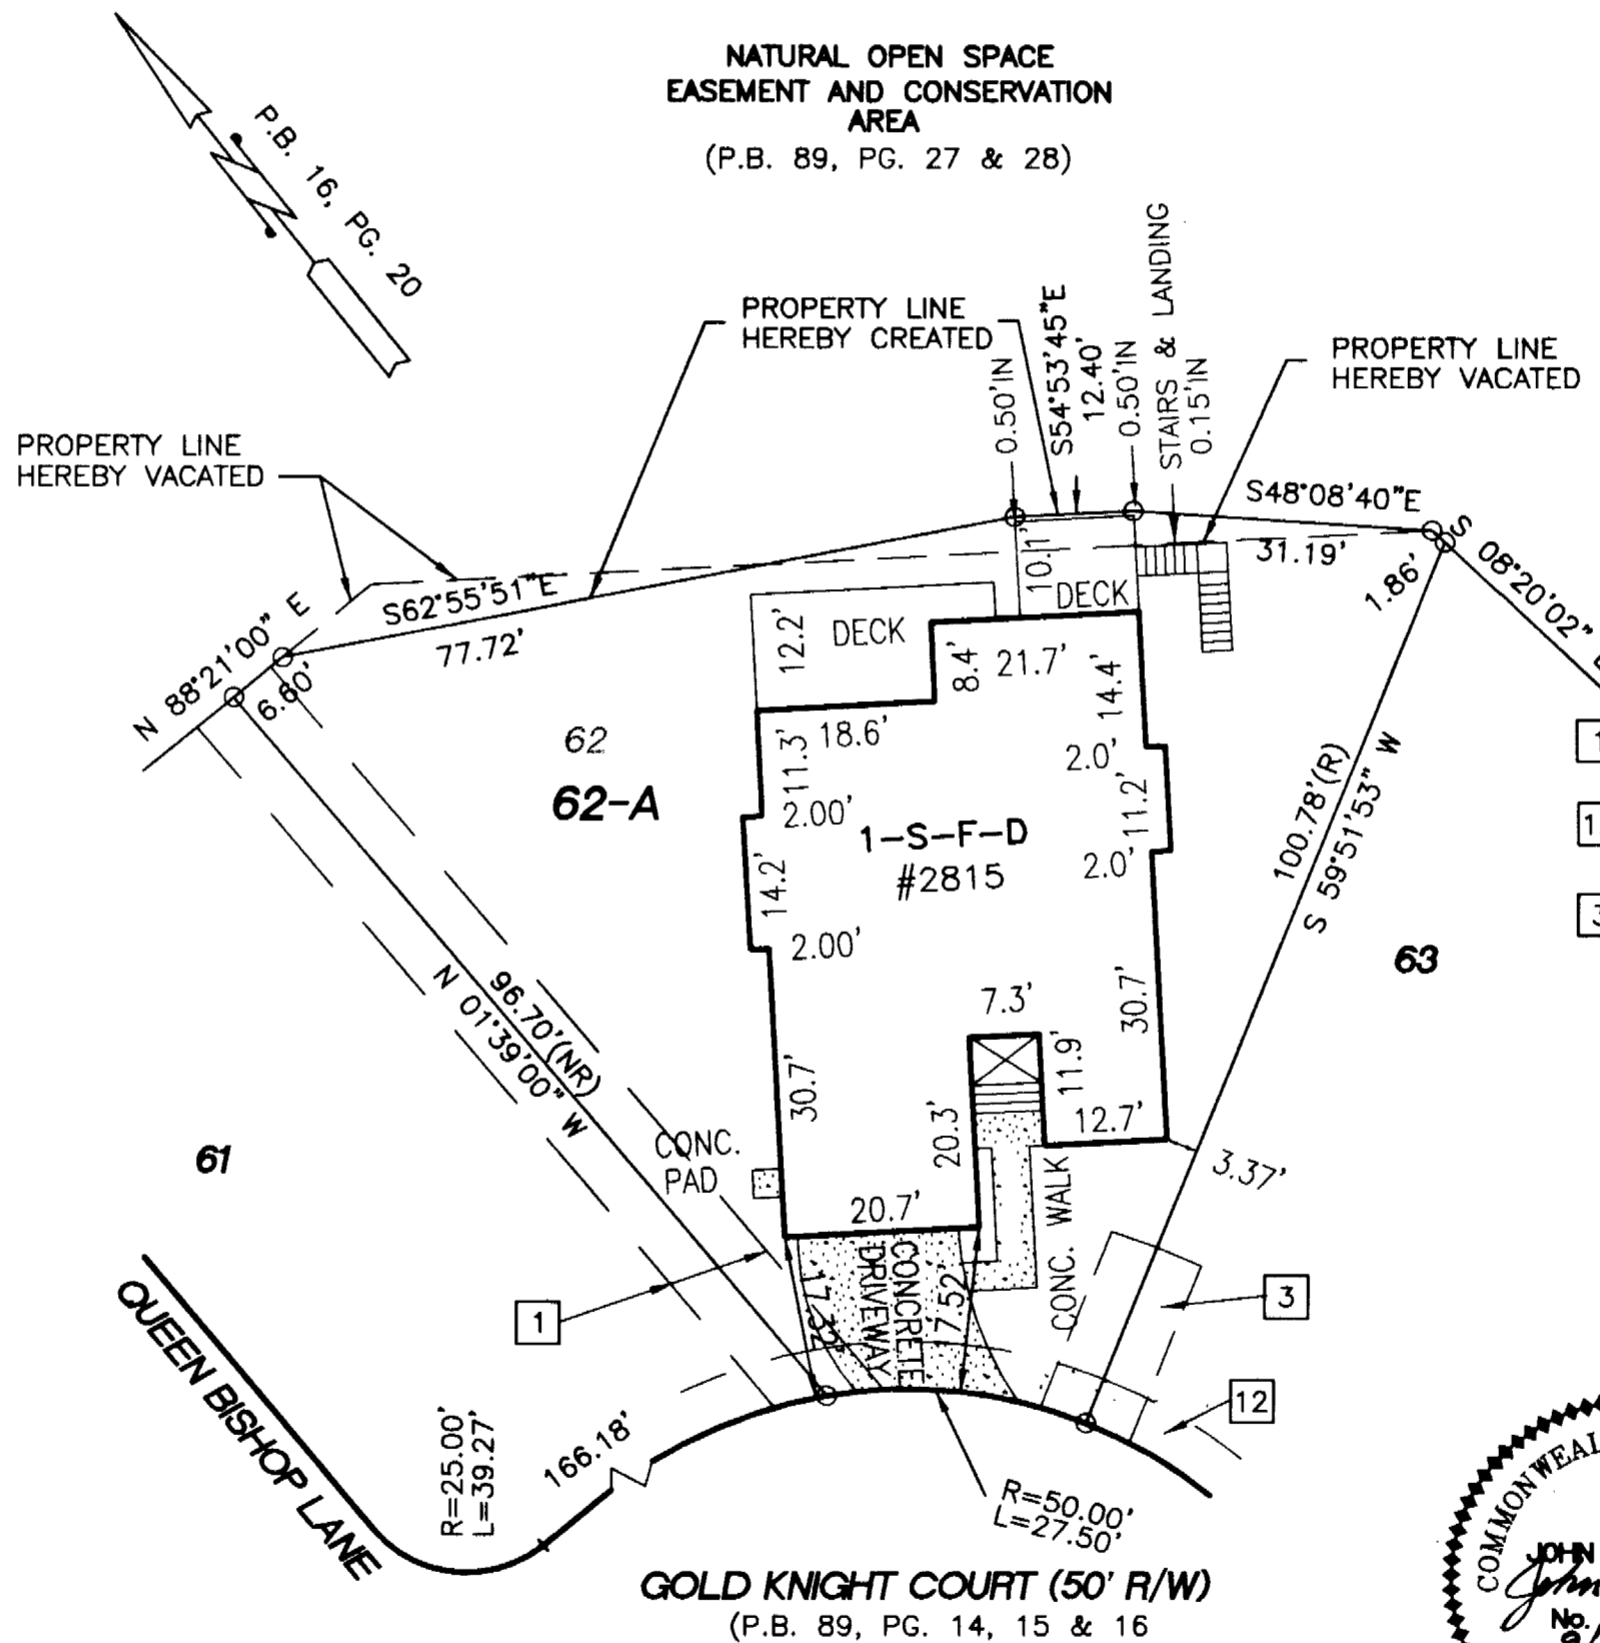 NATURAL OPEN SPACE
EASEMENT AND CONSERVATION
AREA
(P.B. 89, PG. 27 & 28)
P.B. 16, PG. 20
PROPERTY LINE
HEREBY CREATED
PROPERTY LINE
HEREBY VACATED
PROPERTY LINE
HEREBY VACATED
0.50'IN
S54°53'45"E
12.40'
0.50'IN
STAIRS & LANDING
0.15'IN
S48°08'40"E
31.19'
1.86'
S 08°20'02"
N 88°21'00" E
6.60'
S62°55'51"E
77.72'
10.1'
DECK
12.2'
DECK
8.4'
21.7'
14.4'
18.6'
11.3'
2.00'
2.0'
11.2'
2.0'
14.2'
2.00'
62
62-A
1-S-F-D
#2815
100.78'(R)
S 59°51'53" W
63
1
3
96.70'(NR)
N 01°39'00" W
30.7'
7.3'
11.9'
30.7'
12.7'
20.3'
20.7'
3.37'
61
CONC.
PAD
CONC. WALK
CONCRETE
DRIVEWAY
17.32'
17.52'
1
3
12
QUEEN BISHOP LANE
R=25.00'
L=39.27'
166.18'
R=50.00'
L=27.50'
GOLD KNIGHT COURT (50' R/W)
(P.B. 89, PG. 14, 15 & 16
COMMONWEAL
JOHN
No.